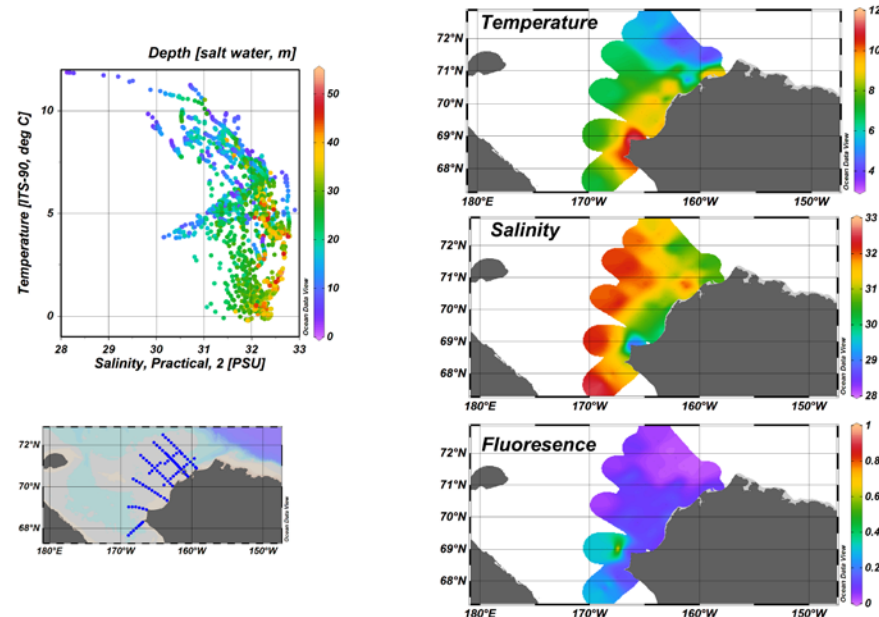 Depth [salt water, m]
Temperature [ITS-90, deg C]
10
5
0
28
29
30
31
32
33
Salinity, Practical, 2 [PSU]
50
40
30
20
10
0
Ocean Data View
72°N
70°N
68°N
180°E
170°W
160°W
150°W
Ocean Data View
Temperature
72°N
71°N
70°N
69°N
68°N
180°E
170°W
160°W
150°W
Ocean Data View
12
10
8
6
4
Salinity
72°N
71°N
70°N
69°N
68°N
180°E
170°W
160°W
150°W
Ocean Data View
33
32
31
30
29
28
Fluoresence
72°N
71°N
70°N
69°N
68°N
180°E
170°W
160°W
150°W
Ocean Data View
1
0.8
0.6
0.4
0.2
0